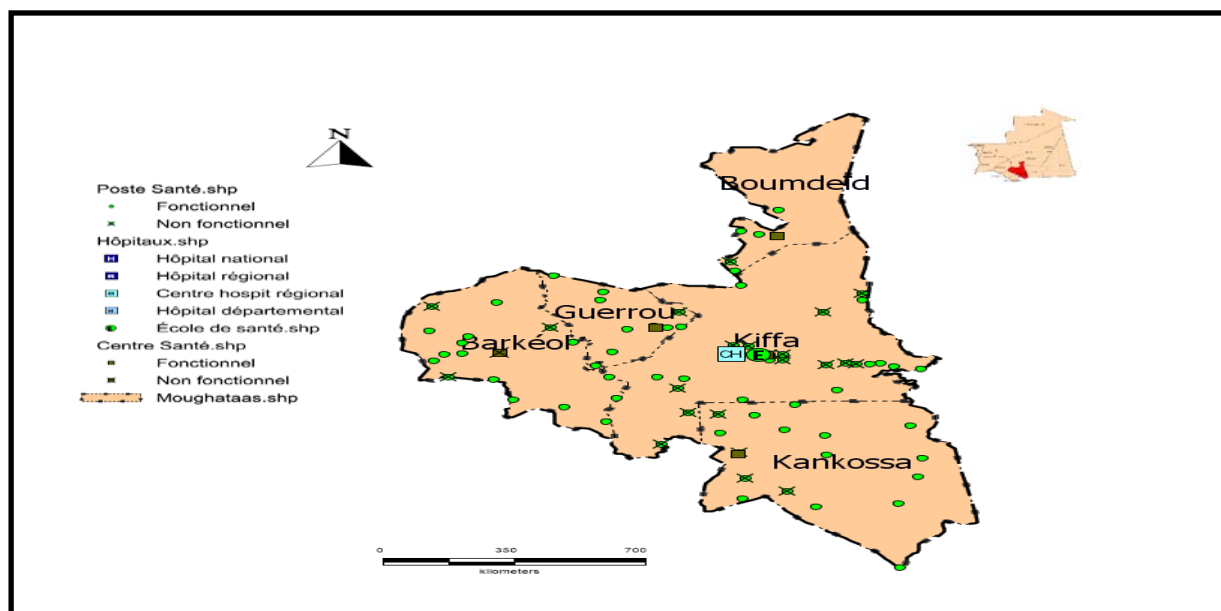 N
Poste Santé.shp
Fonctionnel
Non fonctionnel
Hôpitaux.shp
H Hôpital national
Hôpital régional
Centre hospit régional
Hôpital départemental
E École de santé.shp
Centre Santé.shp
Fonctionnel
Non fonctionnel
Moughataas.shp
Boumdeid
Guerrou
Barkéol
Kiffa
CH E
Kankossa
0 350 700
kilometers